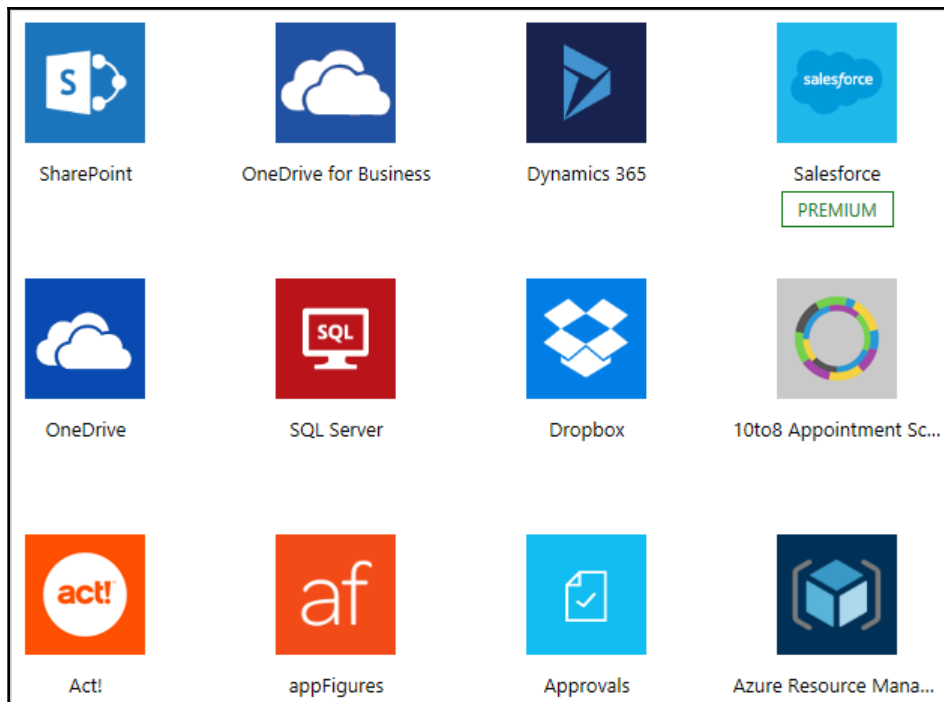 S
salesforce
SharePoint
OneDrive for Business
Dynamics 365
Salesforce
PREMIUM
SQL
OneDrive
SQL Server
Dropbox
10to8 Appointment Sc...
act!
af
Act!
appFigures
Approvals
Azure Resource Mana...